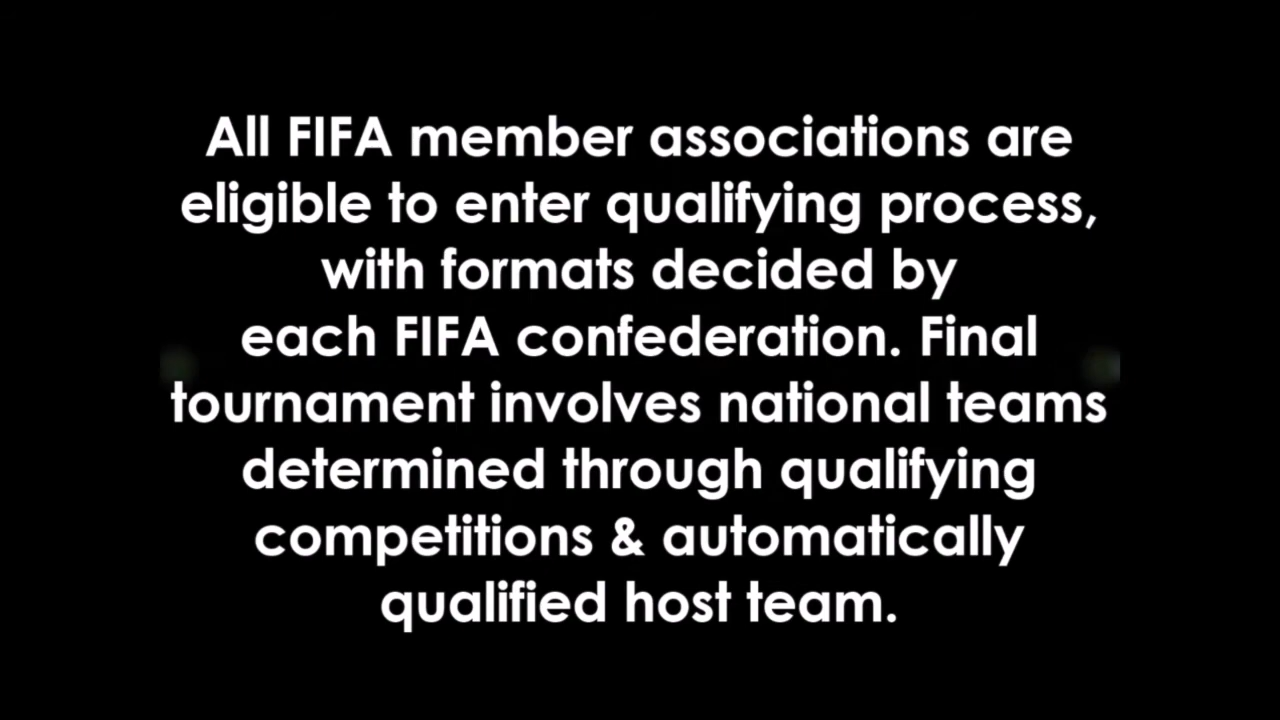 All FIFA member associations are
eligible to enter qualifying process,
with formats decided by
each FIFA confederation. Final
tournament involves national teams
determined through qualifying
competitions & automatically
qualified host team.